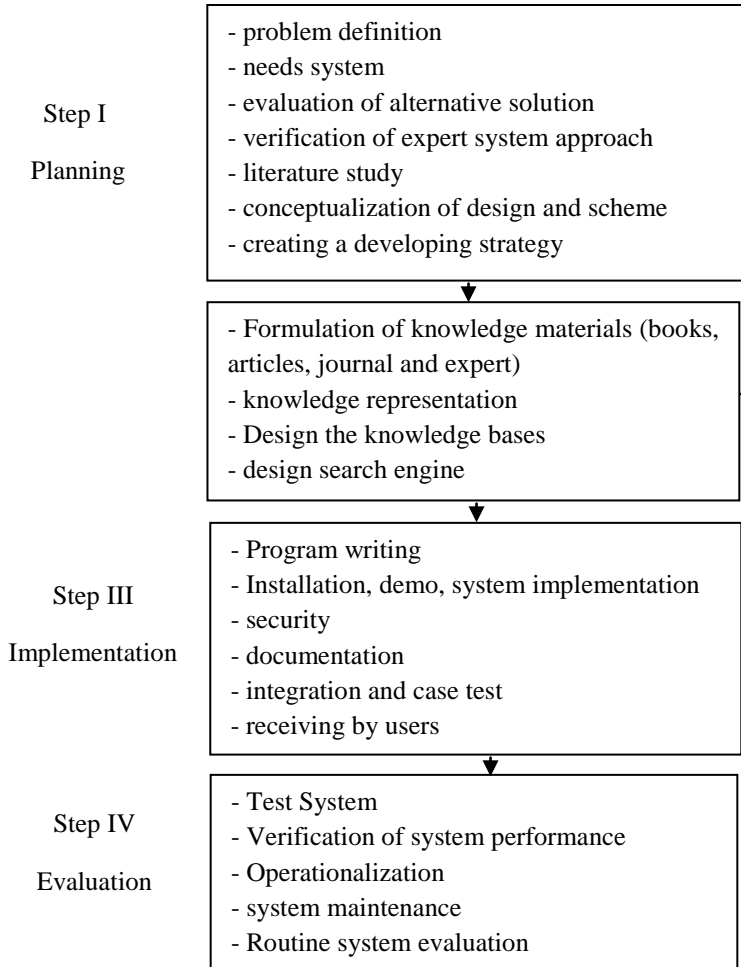 Step I
Planning
- problem definition
- needs system
- evaluation of alternative solution
- verification of expert system approach
- literature study
- conceptualization of design and scheme
- creating a developing strategy
- Formulation of knowledge materials (books,
articles, journal and expert)
- knowledge representation
- Design the knowledge bases
- design search engine
Step III
Implementation
- Program writing
- Installation, demo, system implementation
- security
- documentation
- integration and case test
- receiving by users
Step IV
Evaluation
- Test System
- Verification of system performance
- Operationalization
- system maintenance
- Routine system evaluation